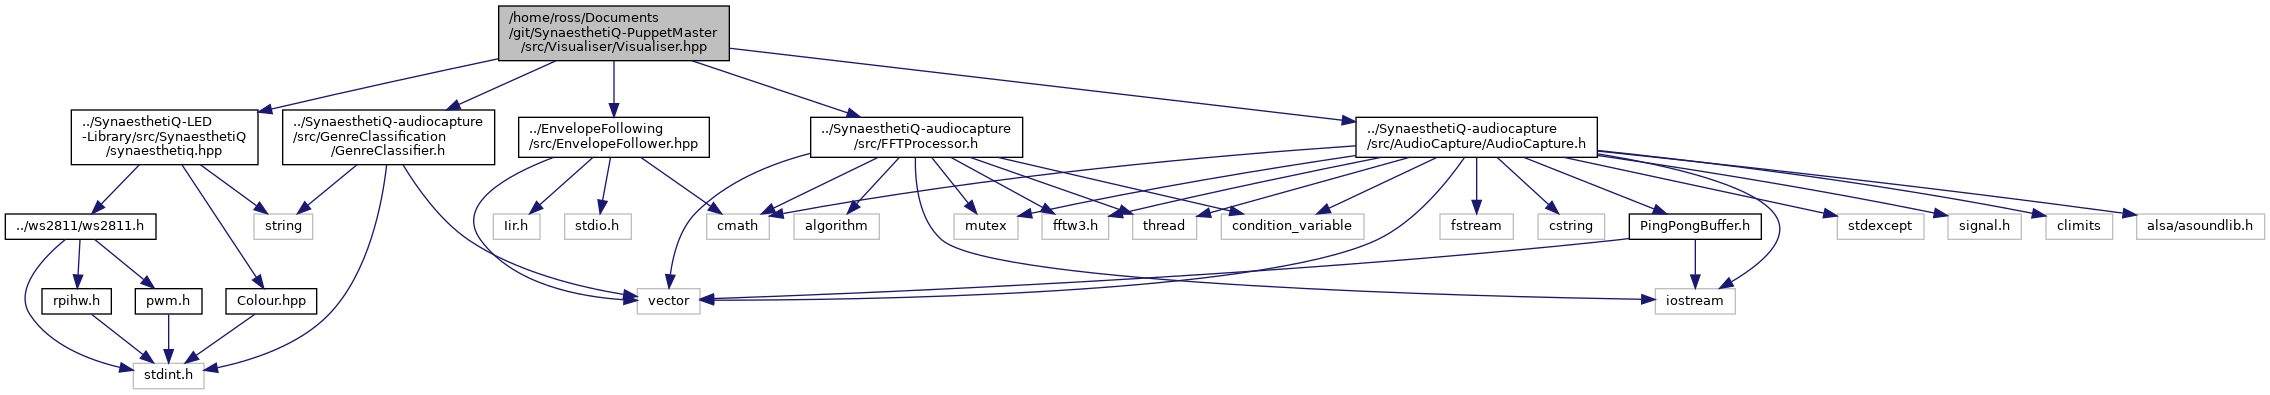 /home/ross/Documents
/git/SynaesthetiQ-PuppetMaster
/src/Visualiser/Visualiser.hpp
../SynaesthetiQ-LED
-Library/src/SynaesthetiQ
/synaesthetiq.hpp
../SynaesthetiQ-audiocapture
/src/GenreClassification
/GenreClassifier.h
../EnvelopeFollowing
/src/EnvelopeFollower.hpp
../SynaesthetiQ-audiocapture
/src/FFTProcessor.h
../SynaesthetiQ-audiocapture
/src/AudioCapture/AudioCapture.h
../ws2811/ws2811.h
string
Iir.h
stdio.h
cmath
algorithm
mutex
fftw3.h
thread
condition_variable
fstream
cstring
PingPongBuffer.h
stdexcept
signal.h
climits
alsa/asoundlib.h
rpihw.h
pwm.h
Colour.hpp
vector
iostream
stdint.h